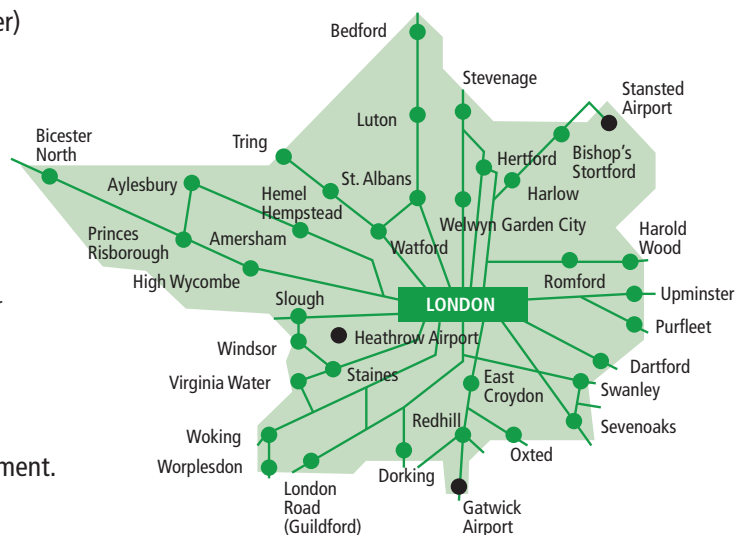 er)
Bedford
Stevenage
Stansted
Airport
Luton
Bicester
North
Tring
Hertford
Bishop's
Stortford
Aylesbury
St. Albans
Hemel
Hempstead
Harlow
Welwyn Garden City
Princes
Risborough
Amersham
Watford
Harold
Wood
High Wycombe
Romford
Slough
LONDON
Upminster
Heathrow Airport
Purfleet
Windsor
Dartford
Virginia Water
Staines
East
Croydon
Swanley
Woking
Redhill
Sevenoaks
Worplesdon
Oxted
Dorking
ment.
London
Road
(Guildford)
Gatwick
Airport